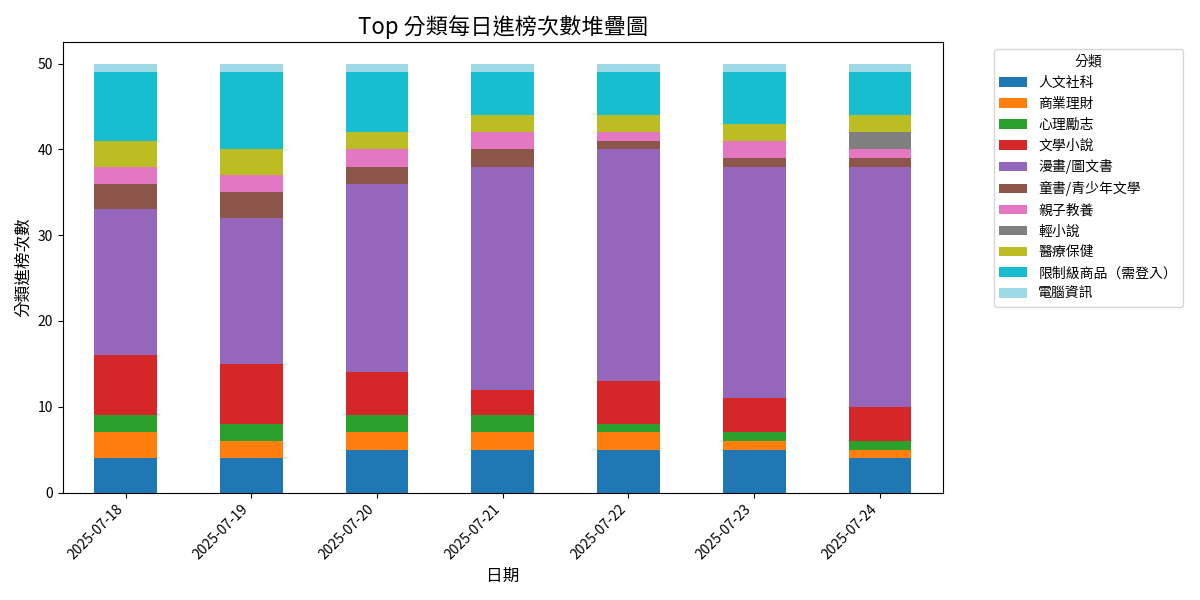 Top 分類每日進榜次數堆疊圖
分類進榜次數
50
40
30
20
10
0
2025-07-18
2025-07-19
2025-07-20
2025-07-21
2025-07-22
2025-07-23
2025-07-24
日期
分類
人文社科
商業理財
心理勵志
文學小說
漫畫/圖文書
童書/青少年文學
親子教養
輕小說
醫療保健
限制級商品（需登入）
電腦資訊